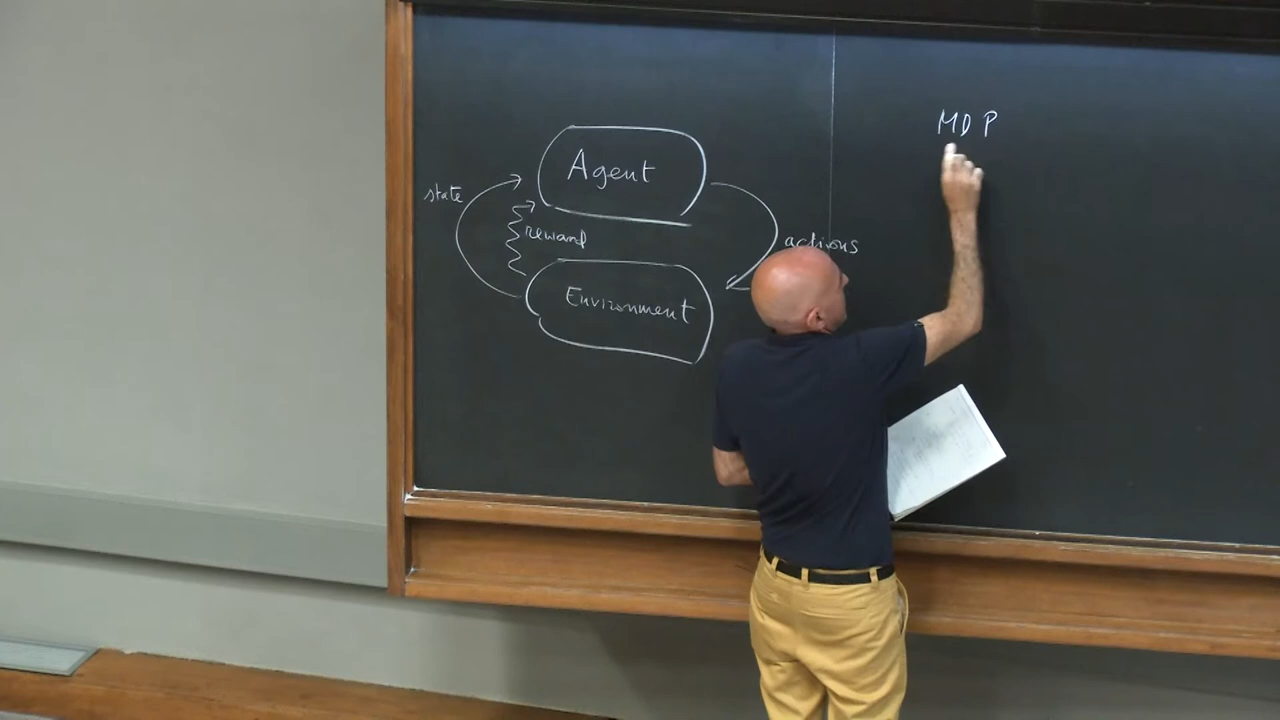 MDP
Agent
state
reward
actions
Environment